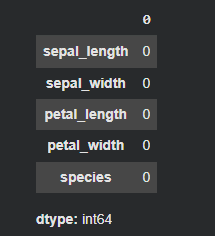 0
sepal_length 0
sepal_width 0
petal_length 0
petal_width 0
species 0
dtype: int64